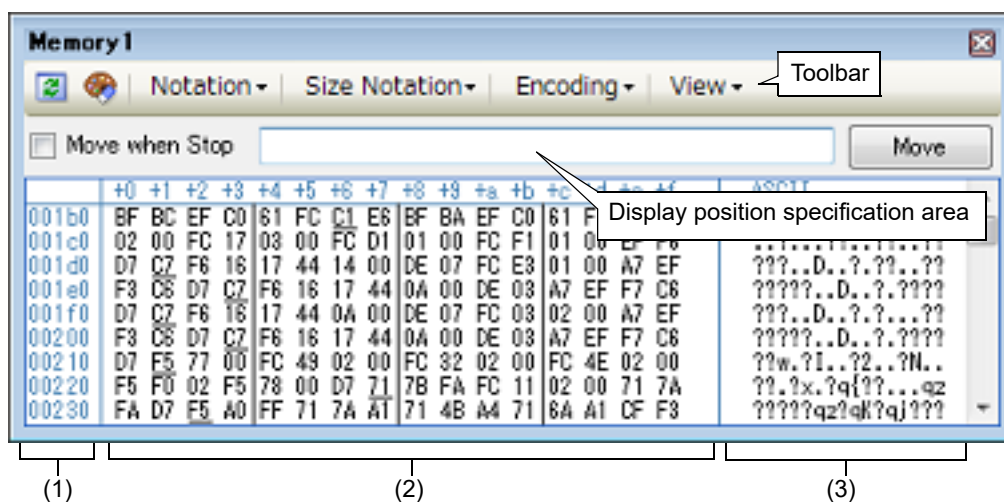 Memory1
Notation Size Notation Encoding View
Toolbar
Move when Stop Move
Display position specification area
+0 +1 +2 +3 +4 +5 +6 +7 +8 +9 +a +b +c ASCII
001b0 BF BC EF C0 61 FC C1 E6 BF BA EF C0 61
001c0 02 00 FC 17 03 00 FC D1 01 00 FC F1 01
001d0 D7 C7 F6 16 17 44 14 00 DE 07 FC E3 01 00 A7 EF ???..D..?.??..??
001e0 F3 C6 D7 C7 F6 16 17 44 0A 00 DE 03 A7 EF F7 C6 ?????..D..?.????
001f0 D7 C7 F6 16 17 44 0A 00 DE 07 FC 03 02 00 A7 EF ???..D..?.?...??
00200 F3 C6 D7 C7 F6 16 17 44 0A 00 DE 03 A7 EF F7 C6 ?????..D..?.????
00210 D7 F5 77 00 FC 49 02 00 FC 32 02 00 FC 4E 02 00 ??w.?I..?2..?N..
00220 F5 F0 02 F5 78 00 D7 71 7B FA FC 11 02 00 71 7A ??.?x.?q{??...qz
00230 FA D7 F5 A0 FF 71 7A A1 71 4B A4 71 6A A1 CF F3 ?????qz?qK?qj???
(1) (2) (3)